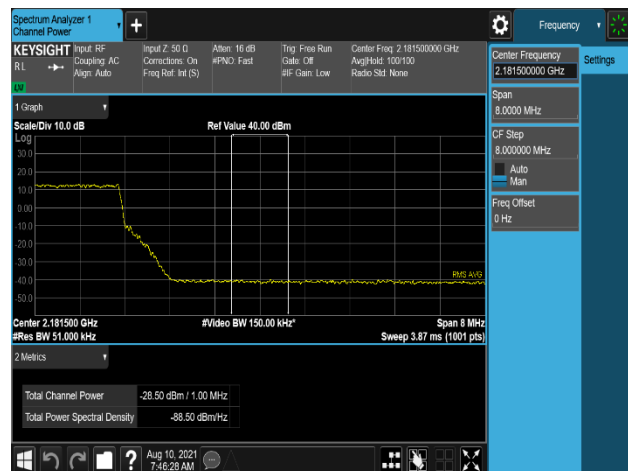 Spectrum Analyzer 1
Channel Power
Frequency
KEYSIGHT
RL
Input: RF
Coupling: AC
Align: Auto
Input Z: 50 Ω
Corrections: On
Freq Ref: Int (S)
Atten: 16 dB
#PNO: Fast
Trig: Free Run
Gate: Off
#IF Gain: Low
Center Freq: 2.181500000 GHz
Avg|Hold: 100/100
Radio Std: None
Center Frequency
2.181500000 GHz
Settings
Span
8.0000 MHz
CF Step
8.000000 MHz
Auto
Man
Freq Offset
0 Hz
1 Graph
Scale/Div 10.0 dB
Ref Value 40.00 dBm
Log
30.0
20.0
10.0
0.00
-10.0
-20.0
-30.0
-40.0
-50.0
RMS AVG
Center 2.181500 GHz
#Video BW 150.00 kHz*
Span 8 MHz
#Res BW 51.000 kHz
Sweep 3.87 ms (1001 pts)
2 Metrics
Total Channel Power
-28.50 dBm / 1.00 MHz
Total Power Spectral Density
-88.50 dBm/Hz
?
Aug 10, 2021
7:46:28 AM